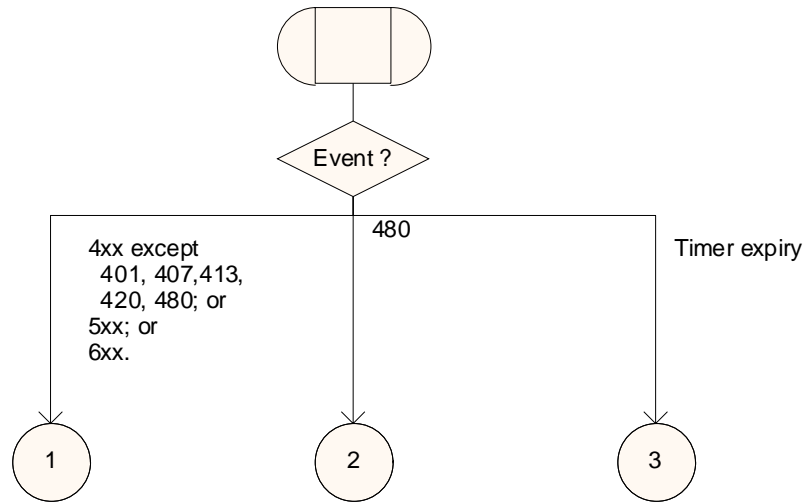 Event ?
480
4xx except
401, 407,413,
420, 480; or
5xx; or
6xx.
Timer expiry
1
2
3